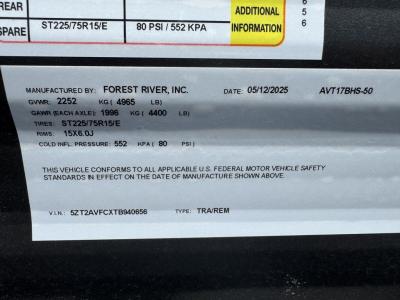 REAR
SPARE ST225/75R15/E 80 PSI / 552 KPA
ADDITIONAL
INFORMATION
6
5
6
MANUFACTURED BY: FOREST RIVER, INC. DATE: 05/12/2025 AVT17BHS-50
GVWR: 2252 KG ( 4965 LB)
GAWR (EACH AXLE): 1996 KG ( 4400 LB)
TIRES: ST225/75R15/E
RIMS: 15X6.0J
COLD INFL. PRESSURE: 552 KPA ( 80 PSI)
THIS VEHICLE CONFORMS TO ALL APPLICABLE U.S. FEDERAL MOTOR VEHICLE SAFETY
STANDARDS IN EFFECT ON THE DATE OF MANUFACTURE SHOWN ABOVE.
V.I.N.: 5ZT2AVFCXTB940656 TYPE: TRA/REM